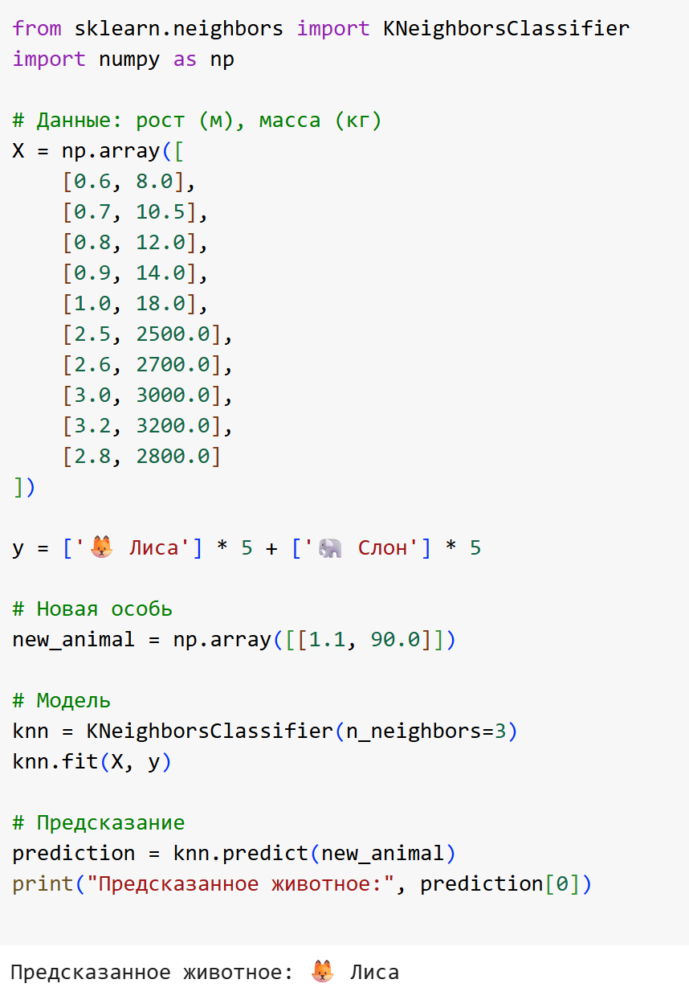 from sklearn.neighbors import KNeighborsClassifier
import numpy as np
# Данные: рост (м), масса (кг)
X = np.array([
    [0.6, 8.0],
    [0.7, 10.5],
    [0.8, 12.0],
    [0.9, 14.0],
    [1.0, 18.0],
    [2.5, 2500.0],
    [2.6, 2700.0],
    [3.0, 3000.0],
    [3.2, 3200.0],
    [2.8, 2800.0]
])
y = ['🦊 Лиса'] * 5 + ['🐘 Слон'] * 5
# Новая особь
new_animal = np.array([[1.1, 90.0]])
# Модель
knn = KNeighborsClassifier(n_neighbors=3)
knn.fit(X, y)
# Предсказание
prediction = knn.predict(new_animal)
print("Предсказанное животное:", prediction[0])
Предсказанное животное: 🦊 Лиса